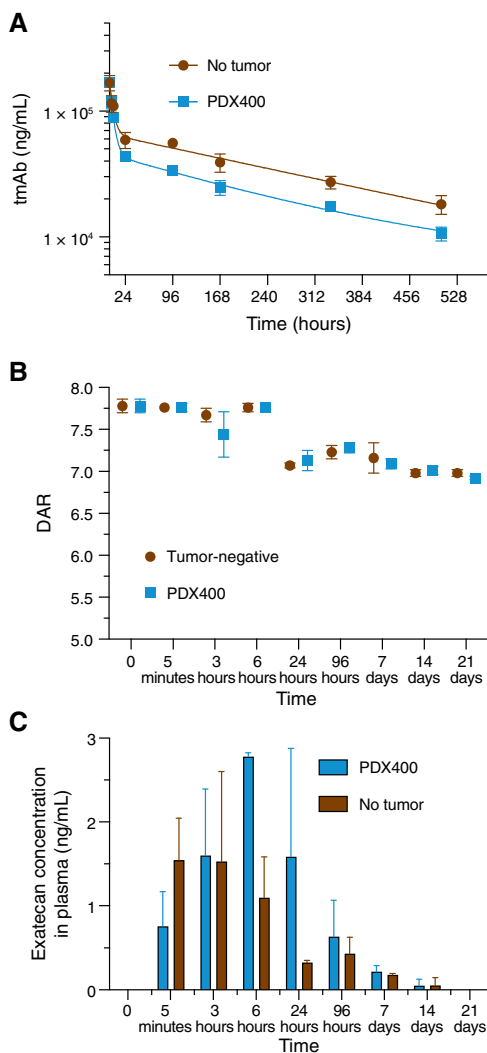 A
tmAb (ng/mL)
No tumor
PDX400
1 × 10⁵
1 × 10⁴
24 96 168 240 312 384 456 528
Time (hours)
B
DAR
8.0
7.5
7.0
6.5
6.0
5.5
5.0
Tumor-negative
PDX400
0 5 3 6 24 96 7 14 21
minutes hours hours hours hours days days days
Time
C
Exatecan concentration
in plasma (ng/mL)
3
2
1
0
PDX400
No tumor
0 5 3 6 24 96 7 14 21
minutes hours hours hours hours days days days
Time